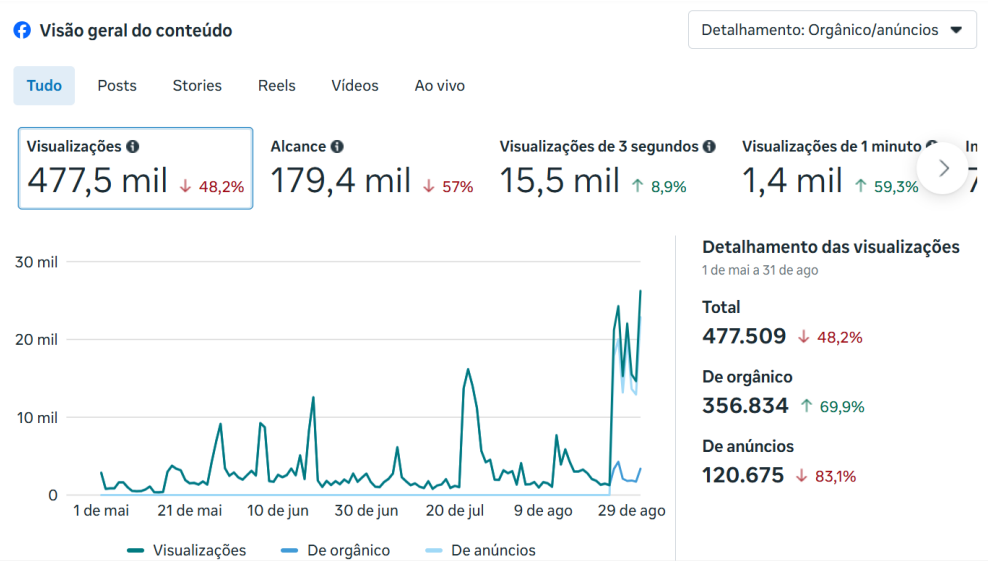 Visão geral do conteúdo
Detalhamento: Orgânico/anúncios
Tudo Posts Stories Reels Vídeos Ao vivo
Visualizações Alcance Visualizações de 3 segundos Visualizações de 1 minuto In
477,5 mil 48,2% 179,4 mil 57% 15,5 mil 8,9% 1,4 mil 59,3%
30 mil
20 mil
10 mil
0
1 de mai 21 de mai 10 de jun 30 de jun 20 de jul 9 de ago 29 de ago
Visualizações De orgânico De anúncios
Detalhamento das visualizações
1 de mai a 31 de ago
Total
477.509 48,2%
De orgânico
356.834 69,9%
De anúncios
120.675 83,1%